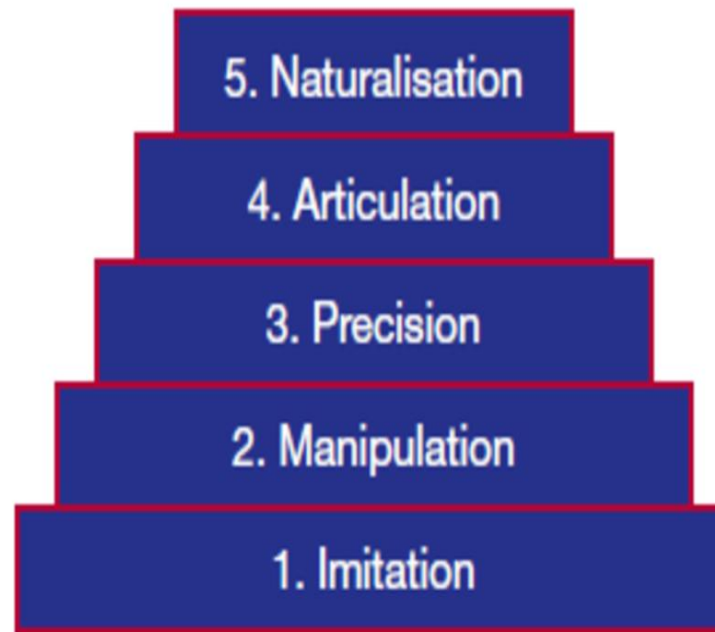 5. Naturalisation
4. Articulation
3. Precision
2. Manipulation
1. Imitation